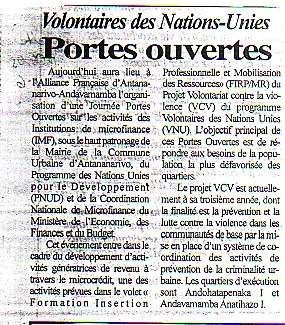 Volontaires des Nations-Unies
Portes ouvertes
Aujourd'hui aura lieu à
l'Alliance Française d'Antana-
narivo-Andavamamba l'organi-
sation d'une Journée Portes
Ouvertes sur les activités des
Institutions de microfinance
(IMF), sous le haut patronage de
la Mairie de la Commune
Urbaine d'Antananarivo, du
Programme des Nations Unies
pour le Développement
(PNUD) et de la Coordination
Nationale de Microfinance du
Ministère de l'Economie, des
Finances et du Budget.
Cet événement entre dans le
cadre du développement d'acti-
vités génératrices de revenu à
travers le microcrédit, une des
activités prévues dans le volet «
Formation Insertion
Professionnelle et Mobilisation
des Ressources» (FIRP/MR) du
Projet Volontariat contre la vio-
lence (VCV) du programme
Volontaires des Nations Unies
(VNU). L'objectif principal de
ces Portes Ouvertes est de ré-
pondre aux besoins de la popula-
tion, la plus défavorisée des
quartiers.
Le projet VCV est actuelle-
ment à sa troisième année, dont
la finalité est la prévention et la
lutte contre la violence dans les
communautés de base par la mi-
se en place d'un système de co-
ordination des activités de
prévention de la criminalité ur-
baine. Les quartiers d'exécution
sont Andohatapenaka I et
Andavamamba Anatihazo I.